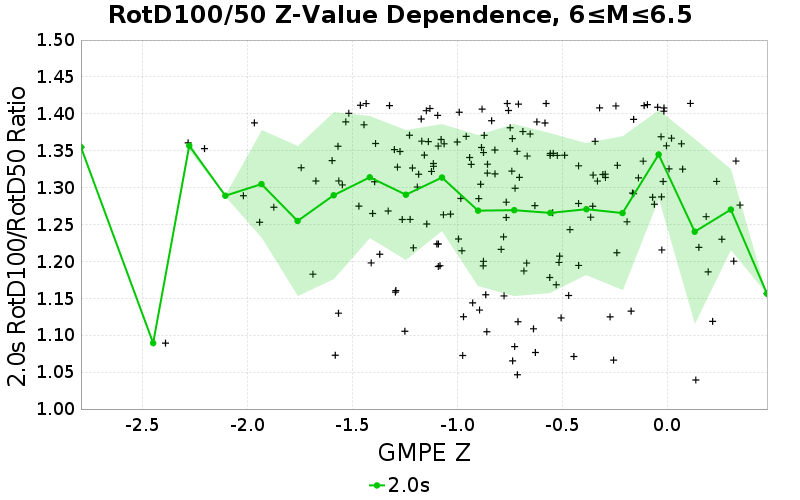 RotD100/50 Z-Value Dependence, 6≤M≤6.5
2.0s RotD100/RotD50 Ratio
1.50
1.45
1.40
1.35
1.30
1.25
1.20
1.15
1.10
1.05
1.00
-2.5 -2.0 -1.5 -1.0 -0.5 0.0
GMPE Z
2.0s